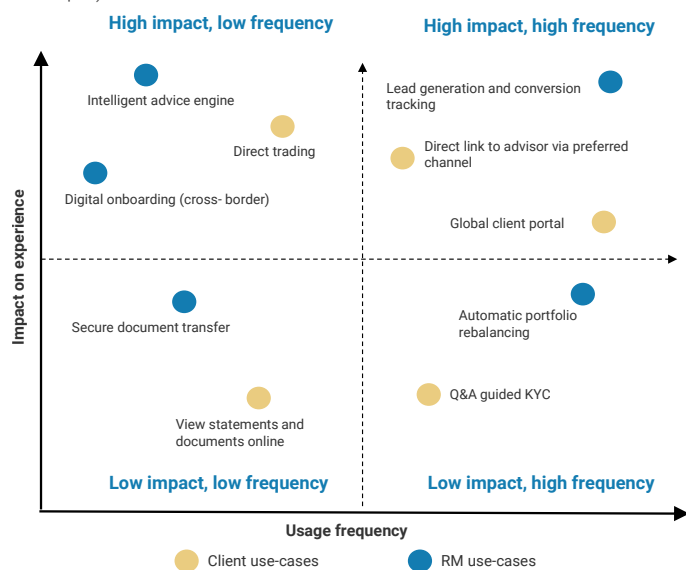 High impact, low frequency
High impact, high frequency
Intelligent advice engine
Lead generation and conversion
tracking
Direct trading
Direct link to advisor via preferred
channel
Digital onboarding (cross- border)
Global client portal
Impact on experience
Secure document transfer
Automatic portfolio
rebalancing
View statements and
documents online
Q&A guided KYC
Low impact, low frequency
Low impact, high frequency
Usage frequency
Client use-cases
RM use-cases